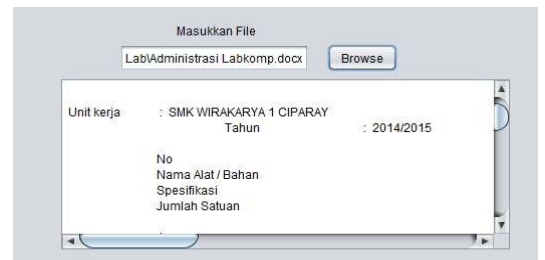 Masukkan File
Lab\Administrasi Labkomp.docx Browse
Unit kerja : SMK WIRAKARYA 1 CIPARAY
Tahun : 2014/2015
No
Nama Alat / Bahan
Spesifikasi
Jumlah Satuan